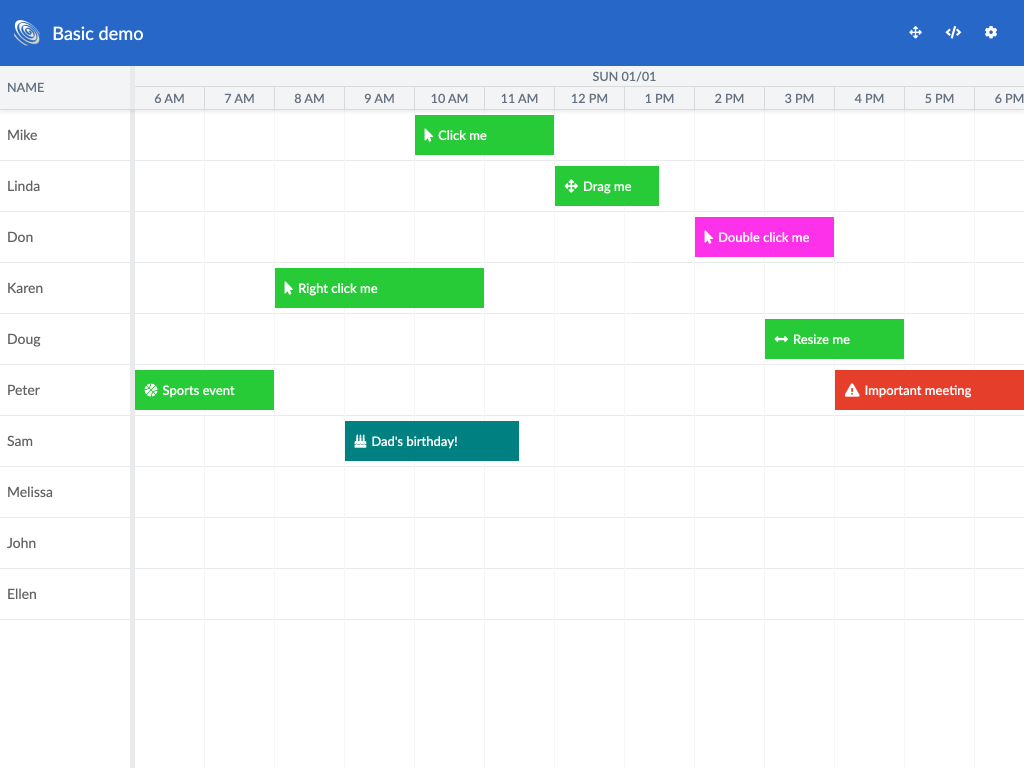 Basic demo
NAME
SUN 01/01
6 AM 7 AM 8 AM 9 AM 10 AM 11 AM 12 PM 1 PM 2 PM 3 PM 4 PM 5 PM 6 PM
Mike Click me
Linda Drag me
Don Double click me
Karen Right click me
Doug Resize me
Peter Sports event Important meeting
Sam Dad's birthday!
Melissa
John
Ellen